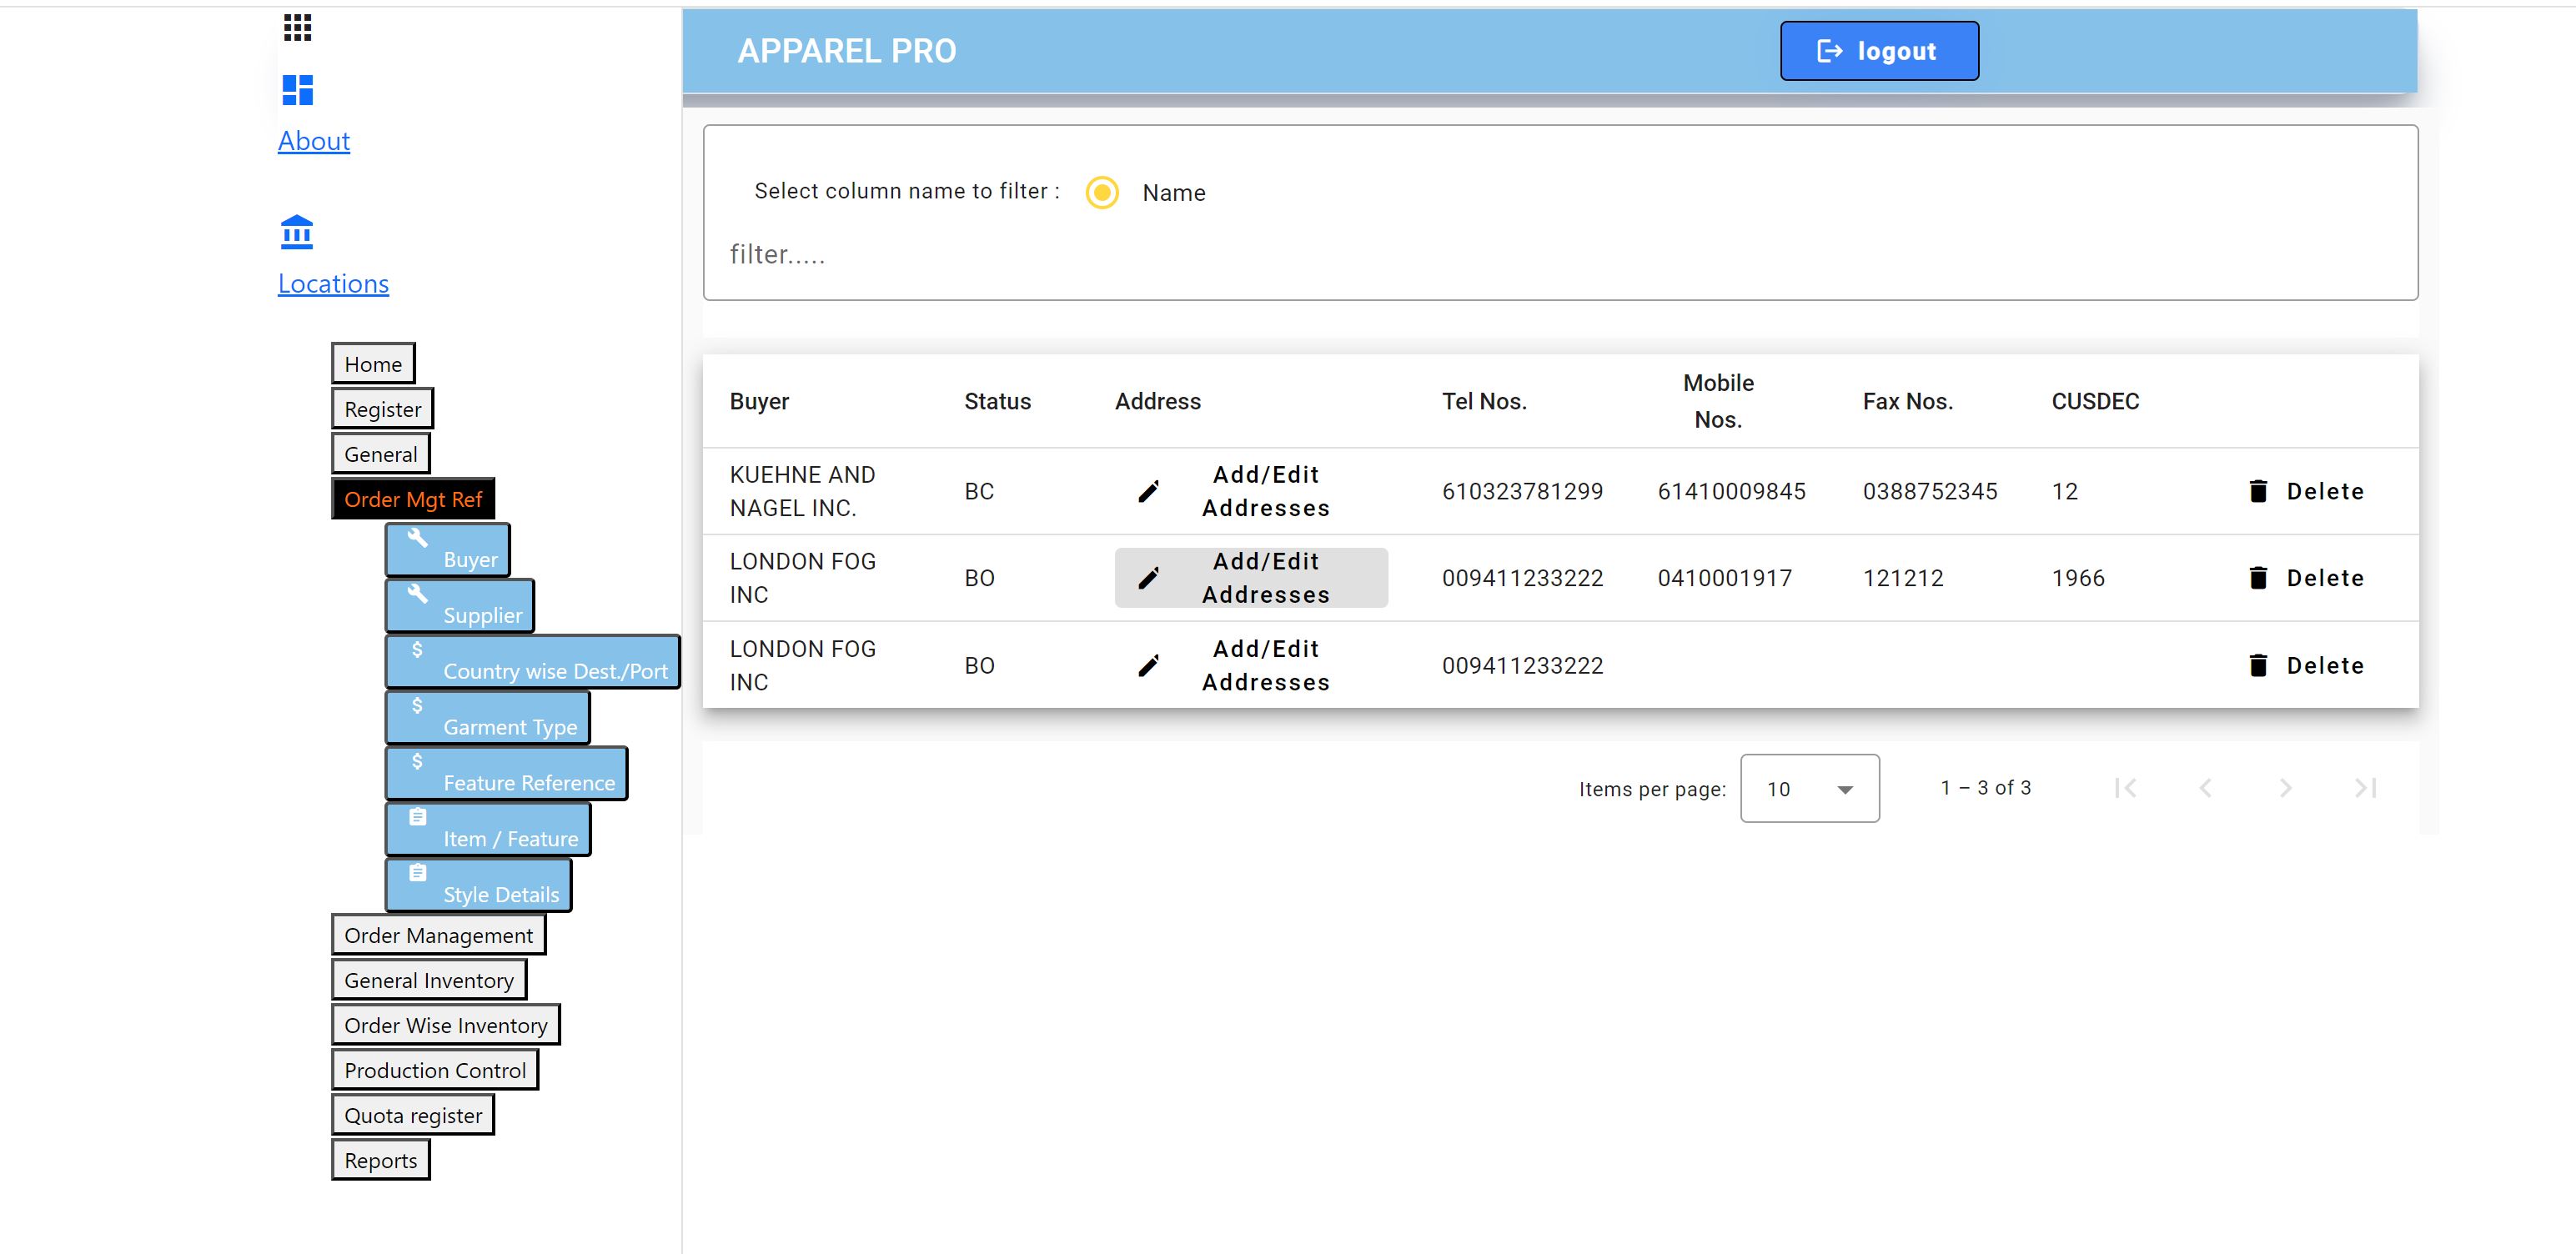 APPAREL PRO
logout
About
Locations
Home
Register
General
Order Mgt Ref
Buyer
Supplier
Country wise Dest./Port
Garment Type
Feature Reference
Item / Feature
Style Details
Order Management
General Inventory
Order Wise Inventory
Production Control
Quota register
Reports
Select column name to filter : Name
filter.....
Buyer Status Address Tel Nos. Mobile Nos. Fax Nos. CUSDEC
KUEHNE AND NAGEL INC. BC Add/Edit Addresses 610323781299 61410009845 0388752345 12 Delete
LONDON FOG INC BO Add/Edit Addresses 009411233222 0410001917 121212 1966 Delete
LONDON FOG INC BO Add/Edit Addresses 009411233222 Delete
Items per page: 10 1 – 3 of 3